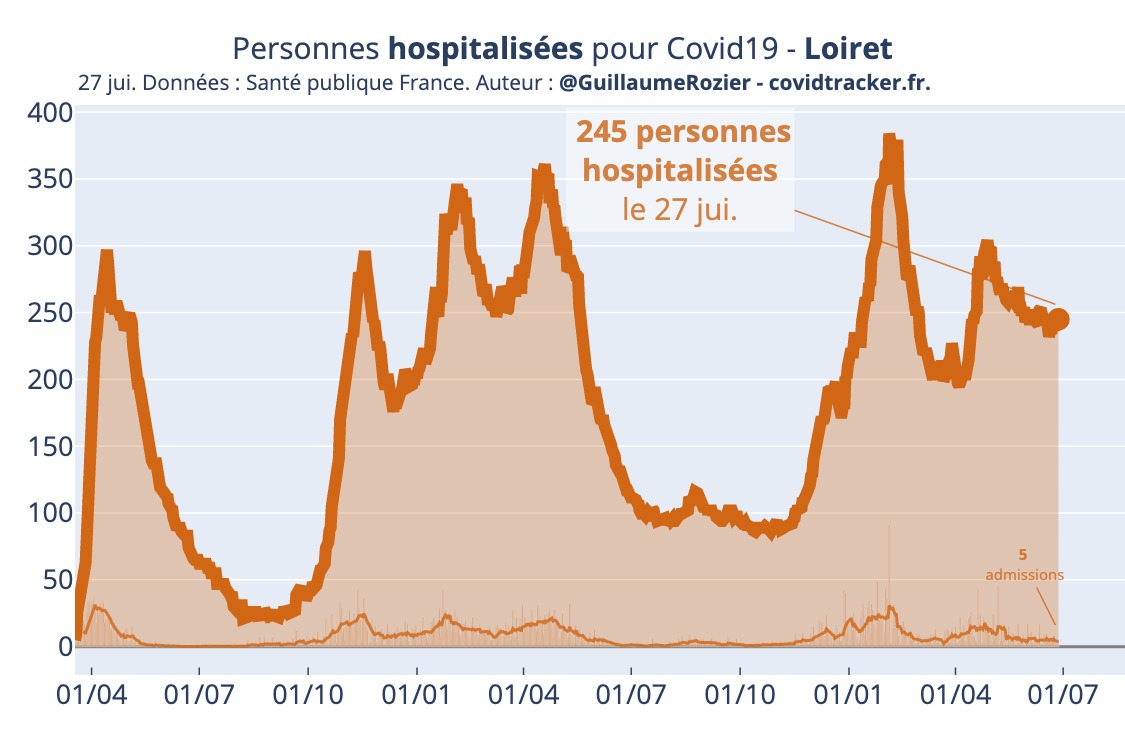 Personnes hospitalisées pour Covid19 - Loiret
27 jui. Données : Santé publique France. Auteur : @GuillaumeRozier - covidtracker.fr.
400
350
300
250
200
150
100
50
0
245 personnes
hospitalisées
le 27 jui.
5
admissions
01/04 01/07 01/10 01/01 01/04 01/07 01/10 01/01 01/04 01/07